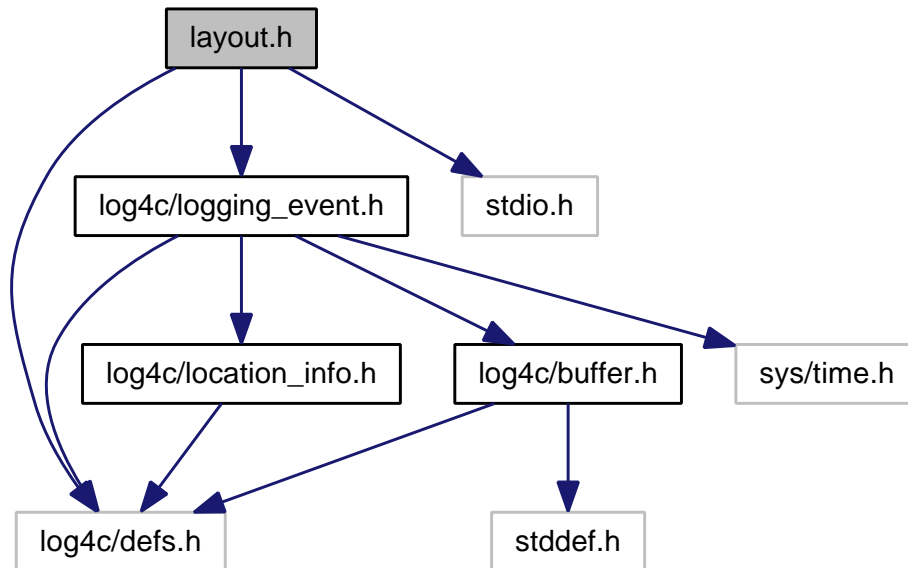 layout.h
log4c/logging_event.h
stdio.h
log4c/location_info.h
log4c/buffer.h
sys/time.h
log4c/defs.h
stddef.h